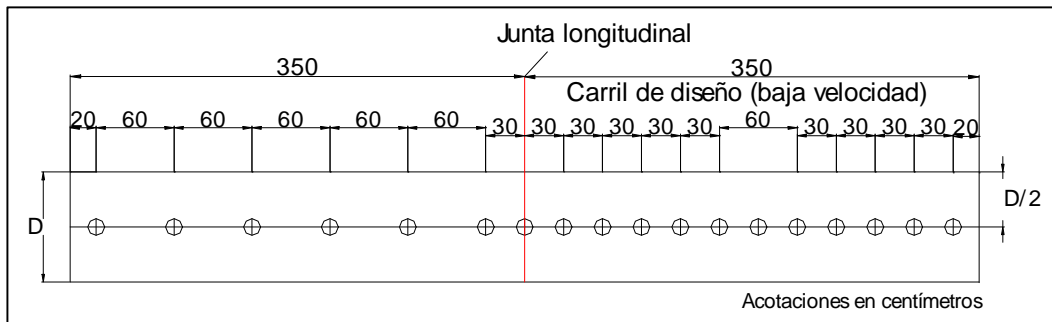 Junta longitudinal
350 350
Carril de diseño (baja velocidad)
20 60 60 60 60 60 30 30 30 30 30 30 60 30 30 30 30 20
D D/2
Acotaciones en centímetros